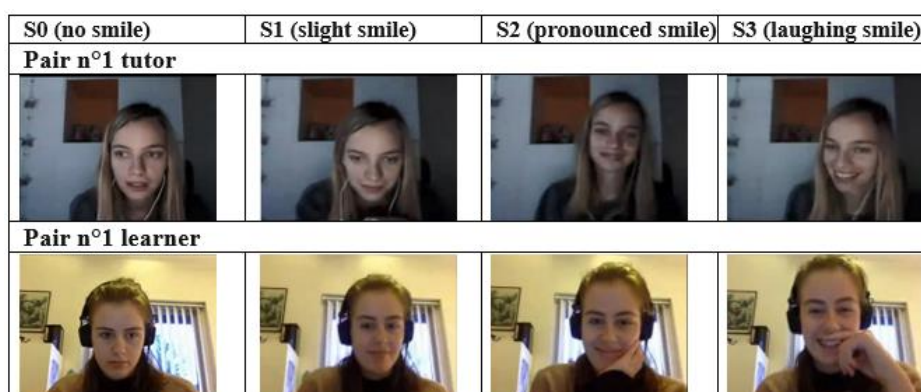 S0 (no smile) S1 (slight smile) S2 (pronounced smile) S3 (laughing smile)
Pair n°1 tutor
Pair n°1 learner